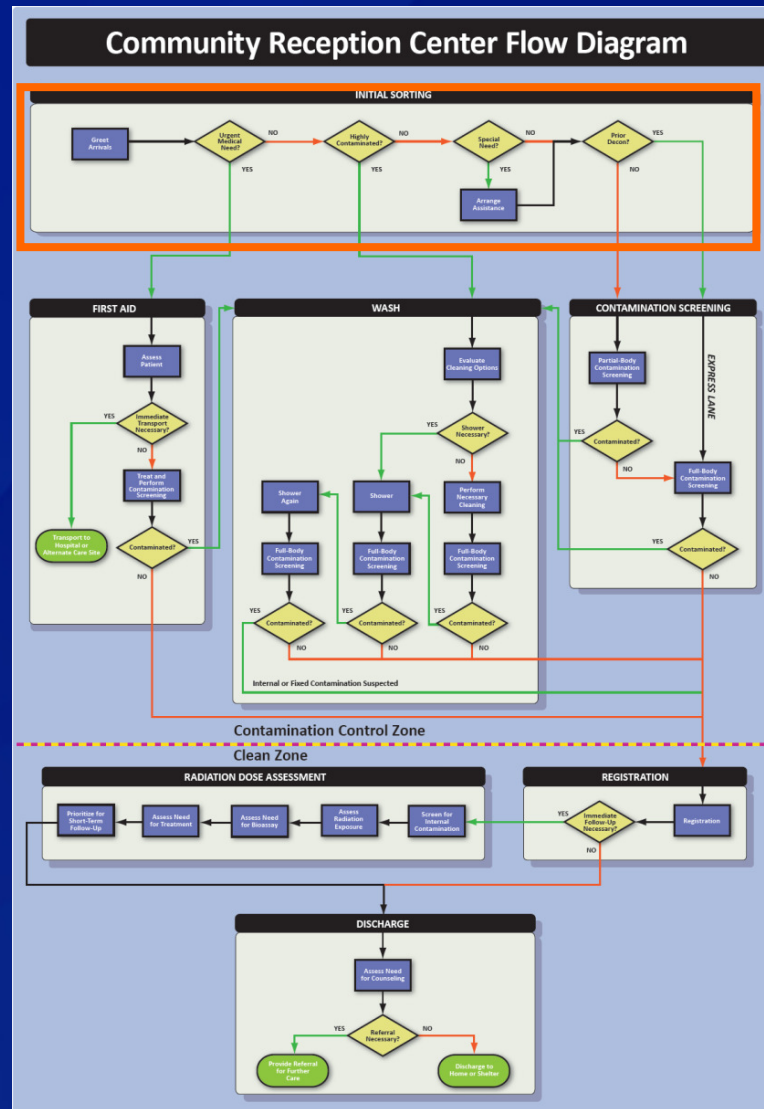 Community Reception Center Flow Diagram
INITIAL SORTING
Greet
Arrivals
Urgent
Medical
Need?
NO
YES
Highly
Contaminated?
NO
YES
Special
Need?
NO
YES
Arrange
Assistance
Prior
Decon?
YES
NO
FIRST AID
Assess
Patient
Immediate
Transport
Necessary?
YES
NO
Treat and
Perform
Contamination
Screening
Transport to
Hospital or
Alternate Care Site
Contaminated?
YES
NO
WASH
Evaluate
Cleaning Options
Shower
Necessary?
YES
NO
Shower
Again
Shower
Perform
Necessary
Cleaning
Full-Body
Contamination
Screening
Full-Body
Contamination
Screening
Full-Body
Contamination
Screening
YES
Contaminated?
NO
YES
Contaminated?
NO
YES
Contaminated?
NO
Internal or Fixed Contamination Suspected
CONTAMINATION SCREENING
Partial-Body
Contamination
Screening
EXPRESS LANE
YES
Contaminated?
NO
Full-Body
Contamination
Screening
YES
Contaminated?
NO
Contamination Control Zone
Clean Zone
RADIATION DOSE ASSESSMENT
Prioritize for
Short-Term
Follow-Up
Assess Need
for Treatment
Assess Need
for Bioassay
Assess
Radiation
Exposure
Screen for
Internal
Contamination
REGISTRATION
YES
Immediate
Follow-Up
Necessary?
NO
Registration
DISCHARGE
Assess Need
for Counseling
YES
Referral
Necessary?
NO
Provide Referral
for Further
Care
Discharge to
Home or Shelter